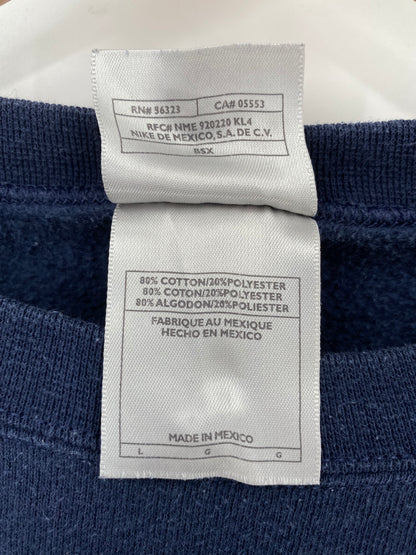 RN# 56323 CA# 05553
RFC# NME 920220 KL4
NIKE DE MEXICO, S.A. DE C.V.
BSX
80% COTTON/20%POLYESTER
80% COTON/20%POLYESTER
80% ALGODON/20%POLIESTER
FABRIQUE AU MEXIQUE
HECHO EN MEXICO
MADE IN MEXICO
L G G